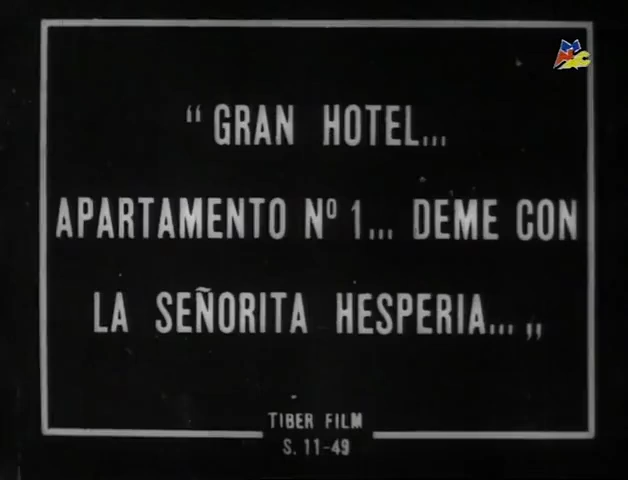 “GRAN HOTEL...
APARTAMENTO Nº 1... DEME CON
LA SEÑORITA HESPERIA...„
TIBER FILM
S. 11-49